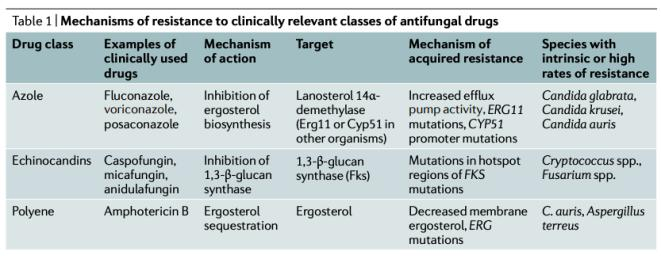 Table 1 | Mechanisms of resistance to clinically relevant classes of antifungal drugs
Drug class
Examples of
clinically used
drugs
Mechanism
of action
Target
Mechanism of
acquired resistance
Species with
intrinsic or high
rates of resistance
Azole
Fluconazole,
voriconazole,
posaconazole
Inhibition of
ergosterol
biosynthesis
Lanosterol 14α-
demethylase
(Erg11 or Cyp51 in
other organisms)
Increased efflux
pump activity, ERG11
mutations, CYP51
promoter mutations
Candida glabrata,
Candida krusei,
Candida auris
Echinocandins
Caspofungin,
micafungin,
anidulafungin
Inhibition of
1,3-β-glucan
synthase
1,3-β-glucan
synthase (Fks)
Mutations in hotspot
regions of FKS
mutations
Cryptococcus spp.,
Fusarium spp.
Polyene
Amphotericin B
Ergosterol
sequestration
Ergosterol
Decreased membrane
ergosterol, ERG
mutations
C. auris, Aspergillus
terreus